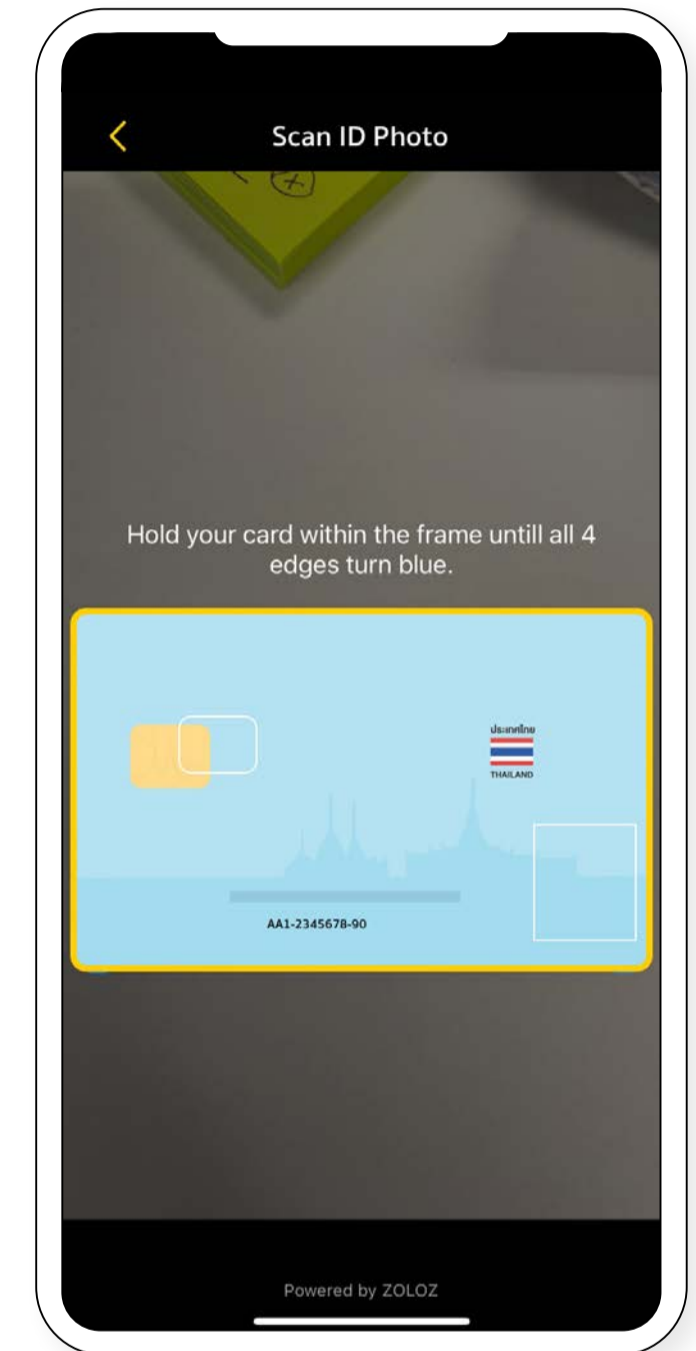 Scan ID Photo
Hold your card within the frame untill all 4
edges turn blue.
ประเทศไทย
THAILAND
AA1-2345678-90
Powered by ZOLOZ